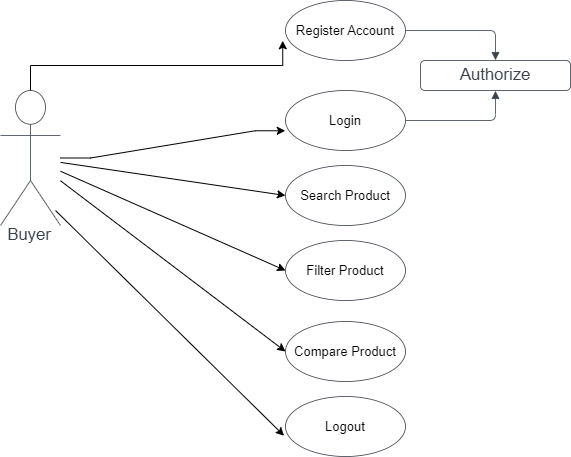 Register Account
Authorize
Login
Search Product
Buyer
Filter Product
Compare Product
Logout